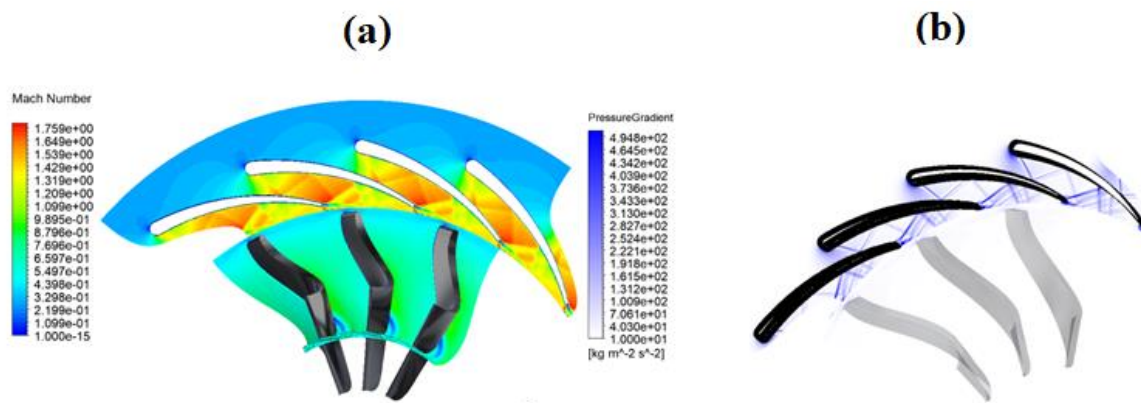 (a)
(b)
Mach Number
1.759e+00
1.649e+00
1.539e+00
1.429e+00
1.319e+00
1.209e+00
1.099e+00
9.895e-01
8.796e-01
7.696e-01
6.597e-01
5.497e-01
4.398e-01
3.298e-01
2.199e-01
1.099e-01
1.000e-15
PressureGradient
4.948e+02
4.645e+02
4.342e+02
4.039e+02
3.736e+02
3.433e+02
3.130e+02
2.827e+02
2.524e+02
2.221e+02
1.918e+02
1.615e+02
1.312e+02
1.009e+02
7.061e+01
4.030e+01
1.000e+01
[kg m^-2 s^-2]